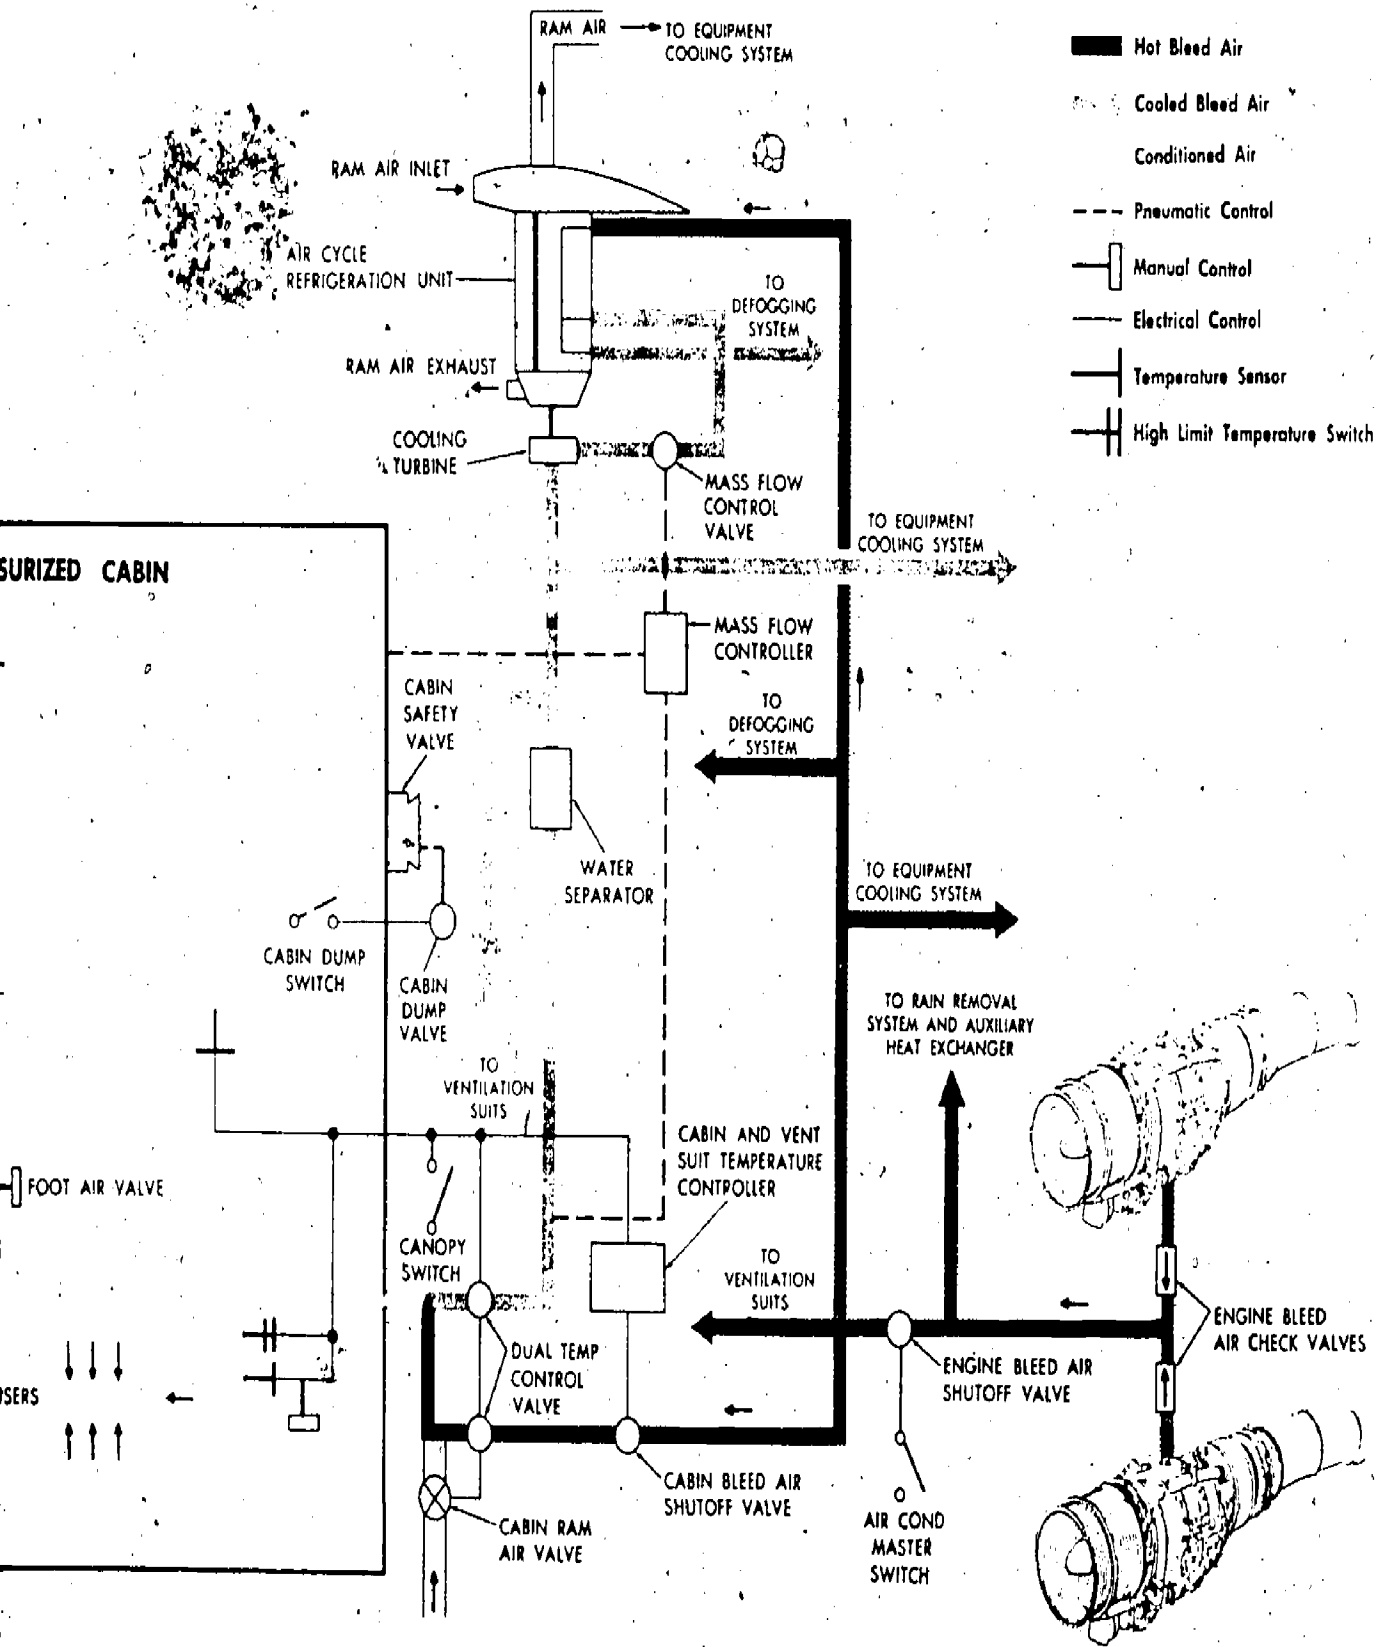 RAM AIR
TO EQUIPMENT
COOLING SYSTEM
Hot Bleed Air
Cooled Bleed Air
Conditioned Air
Pneumatic Control
Manual Control
Electrical Control
Temperature Sensor
High Limit Temperature Switch
RAM AIR INLET
AIR CYCLE
REFRIGERATION UNIT
TO
DEFOGGING
SYSTEM
RAM AIR EXHAUST
COOLING
TURBINE
MASS FLOW
CONTROL
VALVE
TO EQUIPMENT
COOLING SYSTEM
SURIZED CABIN
MASS FLOW
CONTROLLER
CABIN
SAFETY
VALVE
TO
DEFOGGING
SYSTEM
WATER
SEPARATOR
TO EQUIPMENT
COOLING SYSTEM
CABIN DUMP
SWITCH
CABIN
DUMP
VALVE
TO RAIN REMOVAL
SYSTEM AND AUXILIARY
HEAT EXCHANGER
TO
VENTILATION
SUITS
CABIN AND VENT
SUIT TEMPERATURE
CONTROLLER
FOOT AIR VALVE
CANOPY
SWITCH
TO
VENTILATION
SUITS
ENGINE BLEED
AIR CHECK VALVES
DUAL TEMP
CONTROL
VALVE
ENGINE BLEED AIR
SHUTOFF VALVE
SERS
CABIN BLEED AIR
SHUTOFF VALVE
CABIN RAM
AIR VALVE
AIR COND
MASTER
SWITCH